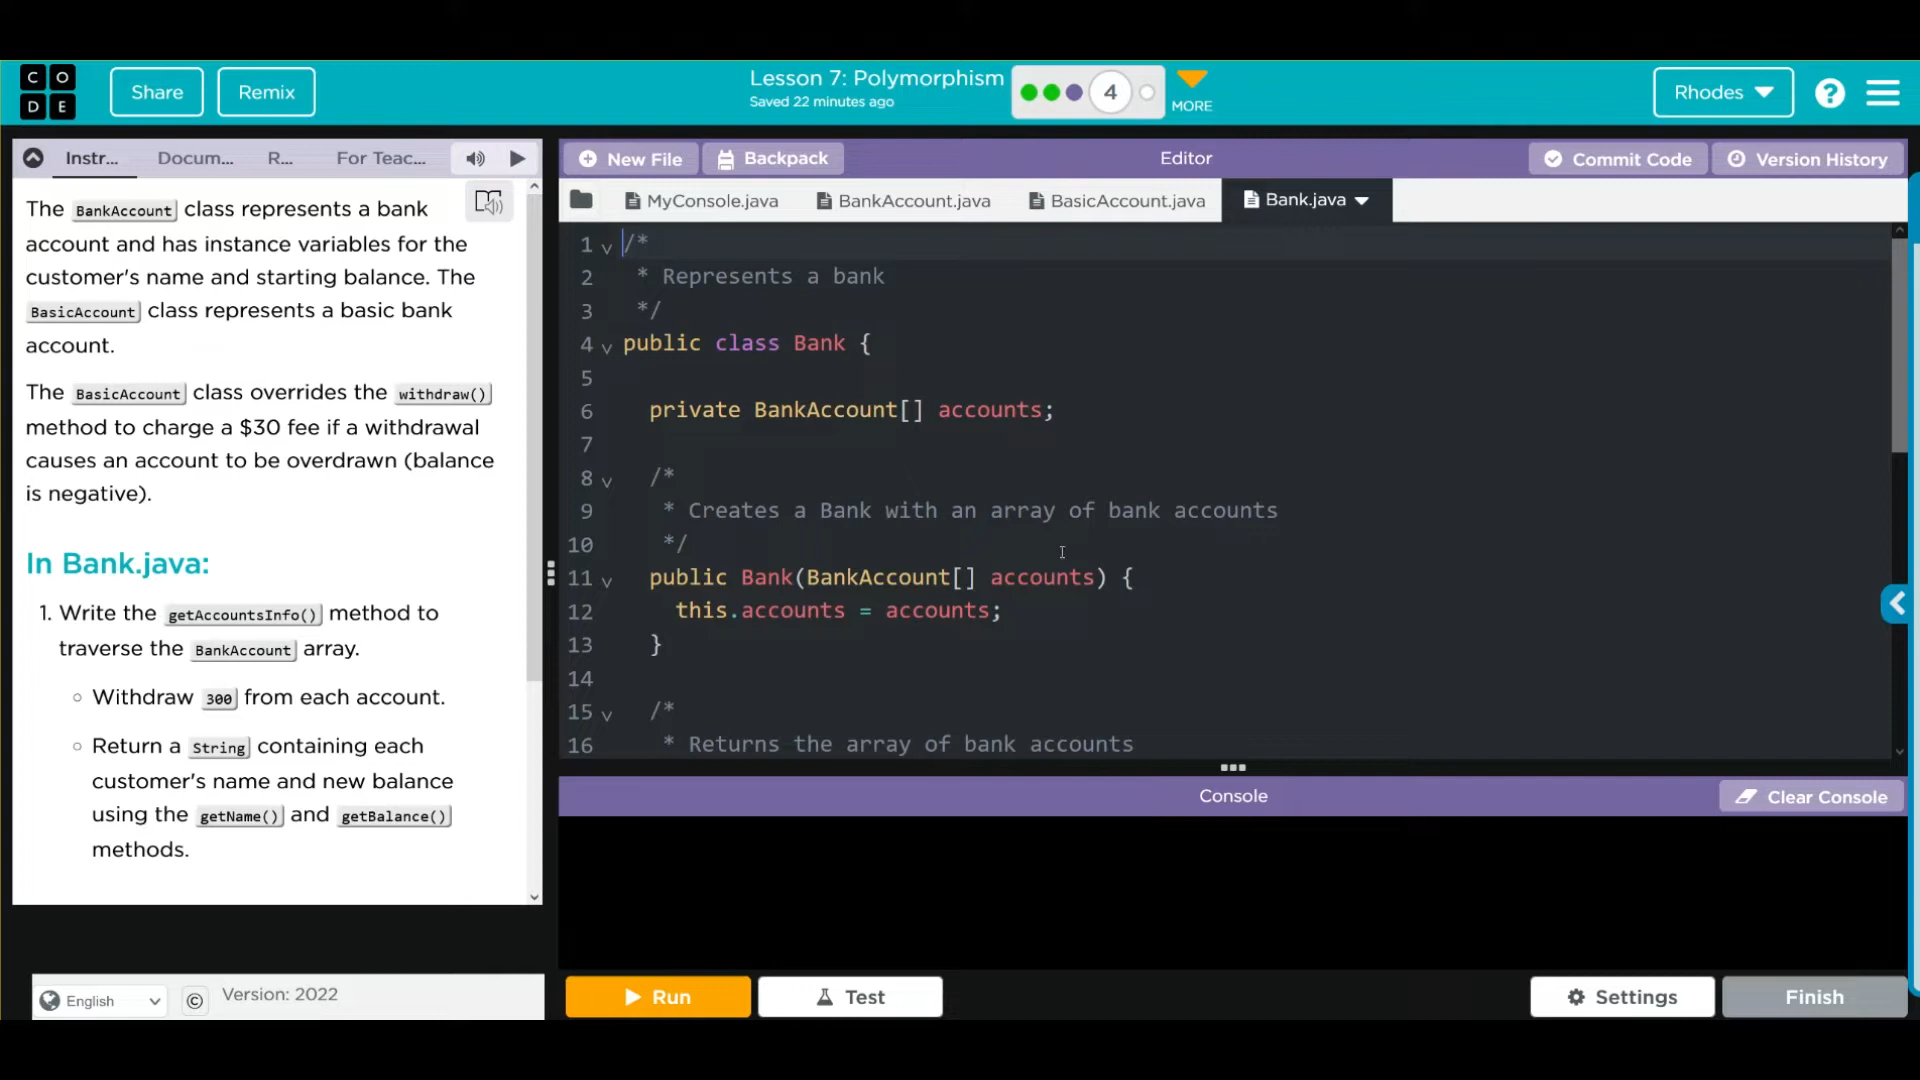 C O
D E
Share
Remix
Lesson 7: Polymorphism
Saved 22 minutes ago
4
MORE
Rhodes
?
Instr...
Docum...
R...
For Teac...
The BankAccount class represents a bank
account and has instance variables for the
customer's name and starting balance. The
BasicAccount class represents a basic bank
account.
The BasicAccount class overrides the withdraw()
method to charge a $30 fee if a withdrawal
causes an account to be overdrawn (balance
is negative).
In Bank.java:
1. Write the getAccountsInfo() method to
traverse the BankAccount array.
Withdraw 300 from each account.
Return a String containing each
customer's name and new balance
using the getName() and getBalance()
methods.
English
©
Version: 2022
New File
Backpack
Editor
Commit Code
Version History
MyConsole.java
BankAccount.java
BasicAccount.java
Bank.java
1 /*
2 * Represents a bank
3 */
4 public class Bank {
5
6 private BankAccount[] accounts;
7
8 /*
9 * Creates a Bank with an array of bank accounts
10 */
11 public Bank(BankAccount[] accounts) {
12 this.accounts = accounts;
13 }
14
15 /*
16 * Returns the array of bank accounts
Console
Clear Console
Run
Test
Settings
Finish